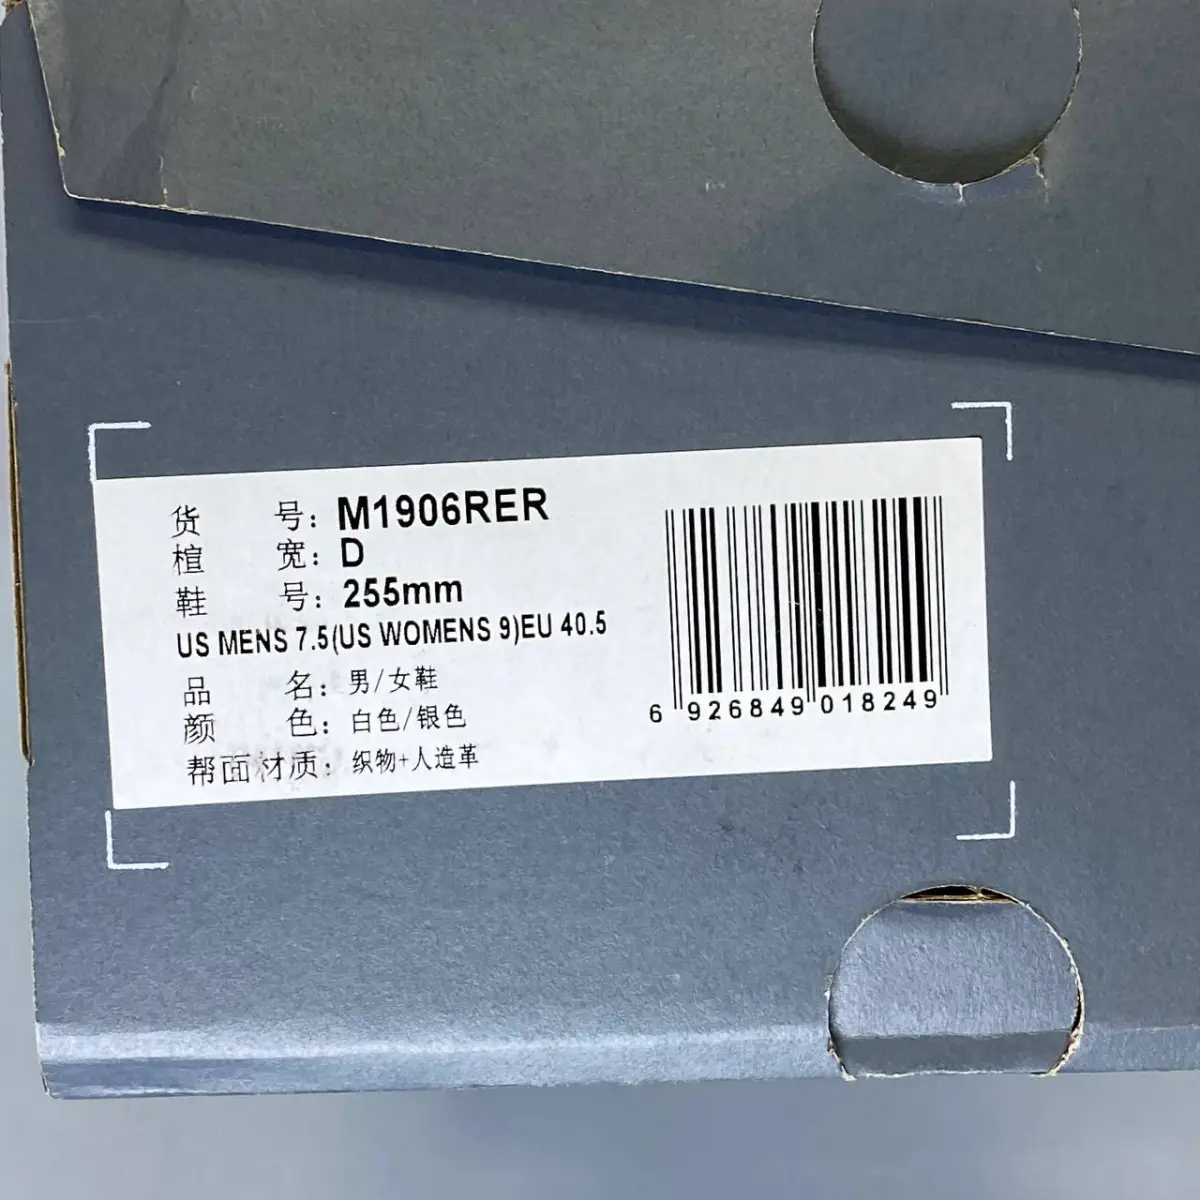 货 号: M1906RER
楦 宽: D
鞋 号: 255mm
US MENS 7.5(US WOMENS 9)EU 40.5
品 名: 男/女鞋
颜 色: 白色/银色
帮面材质: 织物+人造革
6 926849 018249